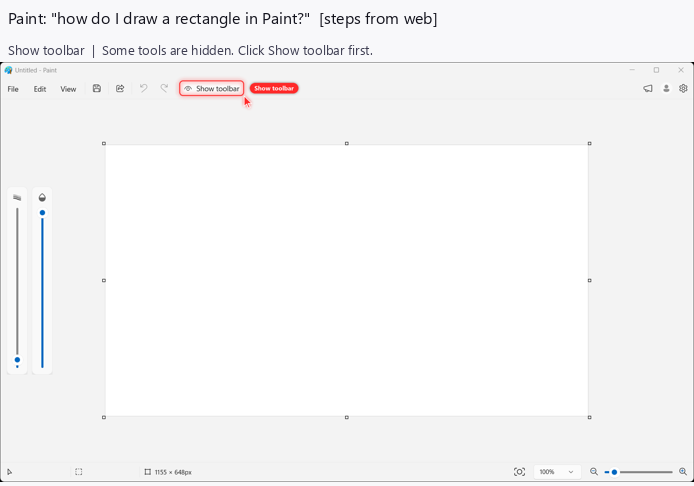 Paint: "how do I draw a rectangle in Paint?" [steps from web]
Show toolbar | Some tools are hidden. Click Show toolbar first.
Untitled - Paint
File Edit View Show toolbar Show toolbar
1155 × 648px 100%